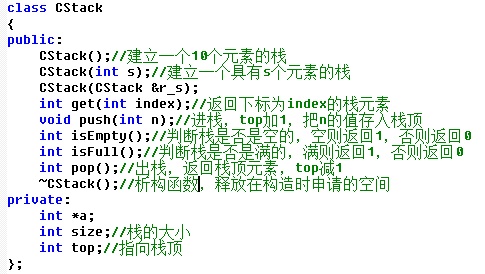 class CStack
{
public:
    CStack();//建立一个10个元素的栈
    CStack(int s);//建立一个具有s个元素的栈
    CStack(CStack &r_s);
    int get(int index);//返回下标为index的栈元素
    void push(int n);//进栈，top加1，把n的值存入栈顶
    int isEmpty();//判断栈是否是空的，空则返回1，否则返回0
    int isFull();//判断栈是否是满的，满则返回1，否则返回0
    int pop();//出栈，返回栈顶元素，top减1
    ~CStack();//析构函数，释放在构造时申请的空间
private:
    int *a;
    int size;//栈的大小
    int top;//指向栈顶
};